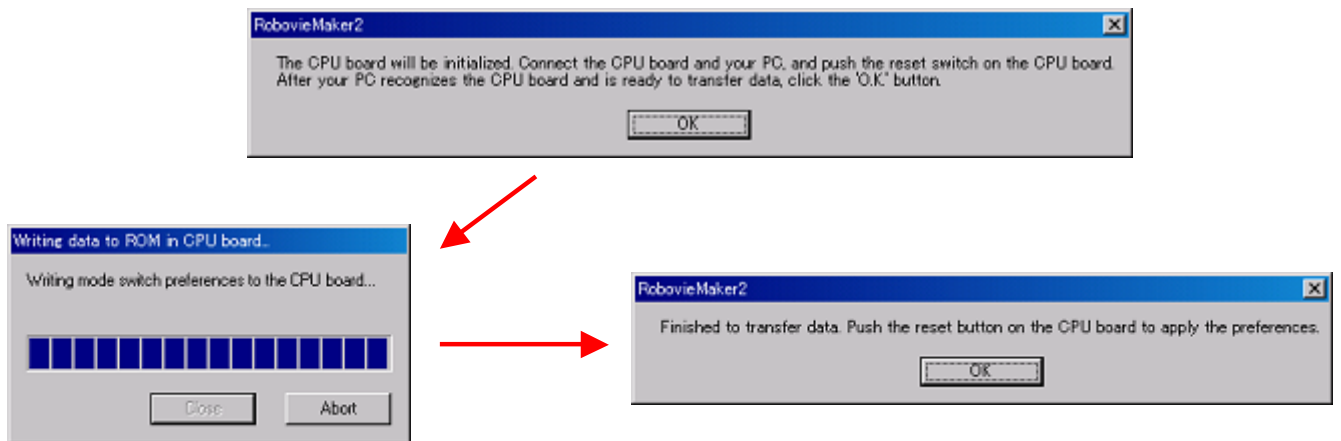 RobovieMaker2
The CPU board will be initialized. Connect the CPU board and your PC, and push the reset switch on the CPU board.
After your PC recognizes the CPU board and is ready to transfer data, click the 'O.K.' button.
OK
Writing data to ROM in CPU board...
Writing mode switch preferences to the CPU board...
Close
Abort
RobovieMaker2
Finished to transfer data. Push the reset button on the CPU board to apply the preferences.
OK